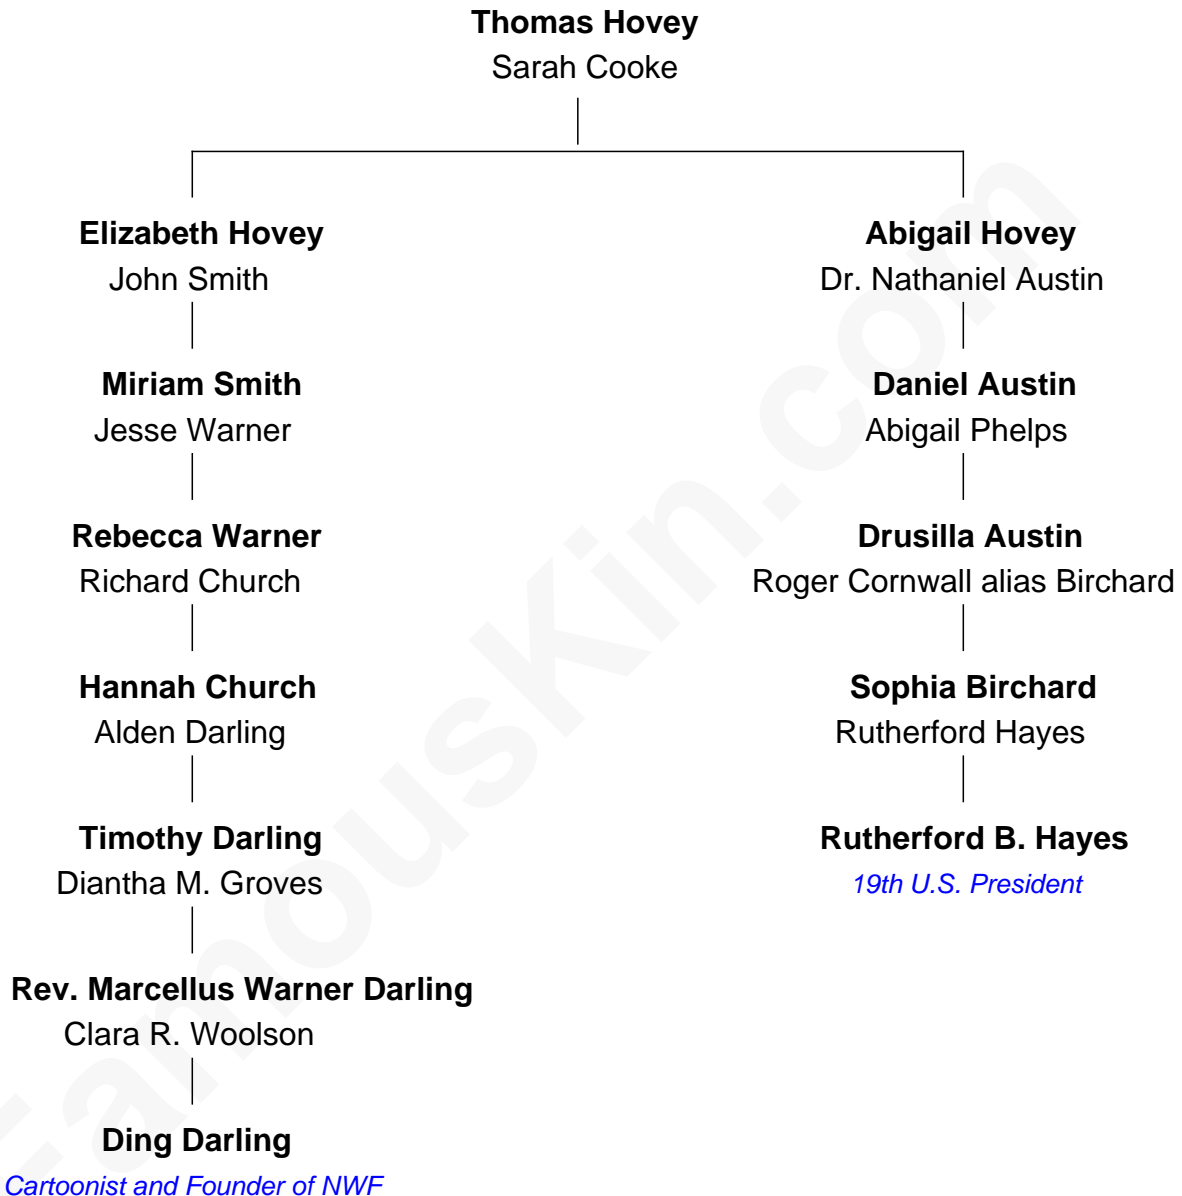 Thomas Hovey
Sarah Cooke
Elizabeth Hovey
John Smith
Miriam Smith
Jesse Warner
Rebecca Warner
Richard Church
Hannah Church
Alden Darling
Timothy Darling
Diantha M. Groves
Rev. Marcellus Warner Darling
Clara R. Woolson
Ding Darling
Cartoonist and Founder of NWF
Abigail Hovey
Dr. Nathaniel Austin
Daniel Austin
Abigail Phelps
Drusilla Austin
Roger Cornwall alias Birchard
Sophia Birchard
Rutherford Hayes
Rutherford B. Hayes
19th U.S. President
FamousKin.com